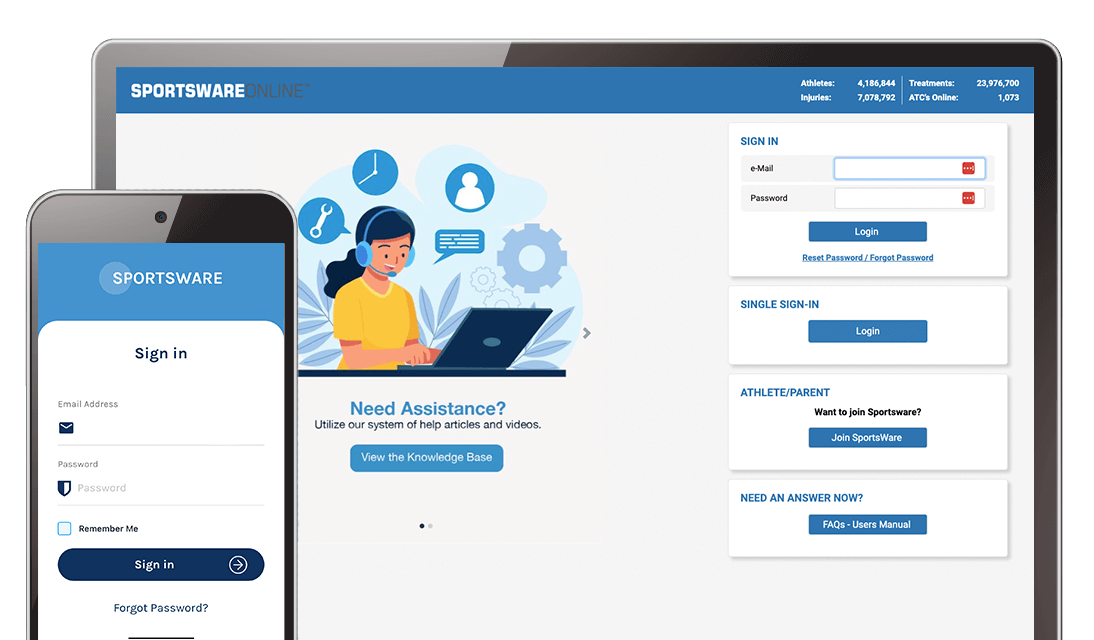 SPORTSWAREONLINE™
Athletes: 4,186,844 Treatments: 23,976,700
Injuries: 7,078,792 ATC's Online: 1,073
SIGN IN
e-Mail
Password
Login
Reset Password / Forgot Password
SINGLE SIGN-IN
Login
ATHLETE/PARENT
Want to join Sportsware?
Join SportsWare
NEED AN ANSWER NOW?
FAQs - Users Manual
Need Assistance?
Utilize our system of help articles and videos.
View the Knowledge Base
SPORTSWARE
Sign in
Email Address
Password
Password
Remember Me
Sign in
Forgot Password?